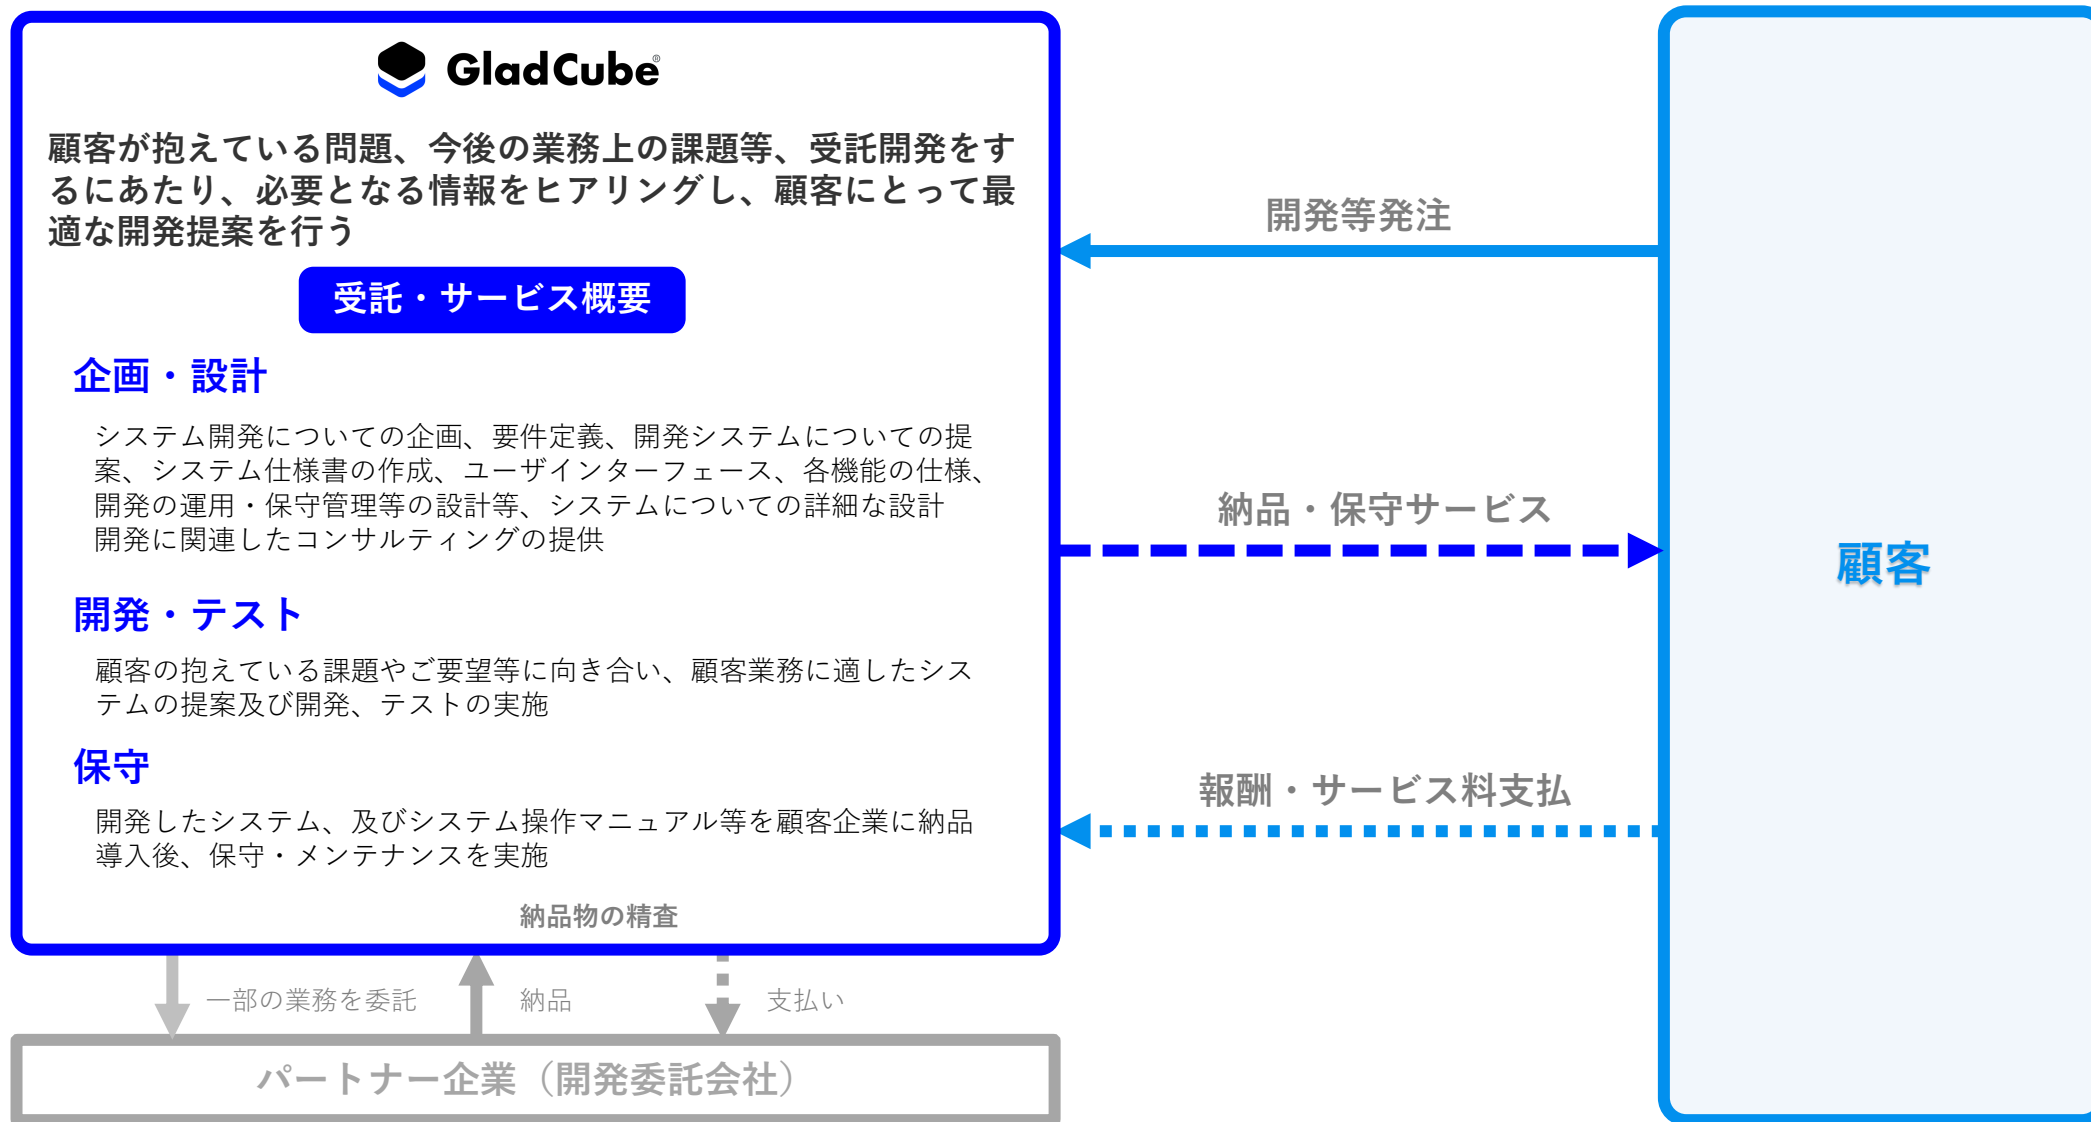 GladCube®
顧客が抱えている問題、今後の業務上の課題等、受託開発をす
るにあたり、必要となる情報をヒアリングし、顧客にとって最
適な開発提案を行う
受託・サービス概要
企画・設計
システム開発についての企画、要件定義、開発システムについての提
案、システム仕様書の作成、ユーザインターフェース、各機能の仕様、
開発の運用・保守管理等の設計等、システムについての詳細な設計
開発に関連したコンサルティングの提供
開発・テスト
顧客の抱えている課題やご要望等に向き合い、顧客業務に適したシス
テムの提案及び開発、テストの実施
保守
開発したシステム、及びシステム操作マニュアル等を顧客企業に納品
導入後、保守・メンテナンスを実施
納品物の精査
開発等発注
納品・保守サービス
報酬・サービス料支払
顧客
一部の業務を委託
納品
支払い
パートナー企業（開発委託会社）